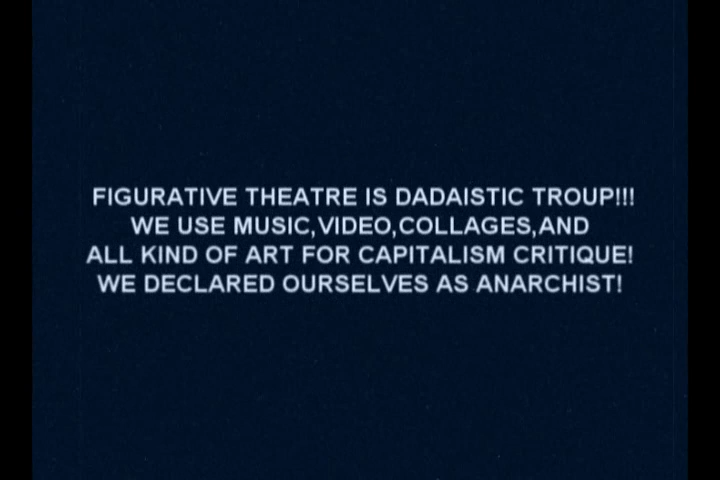 FIGURATIVE THEATRE IS DADAISTIC TROUP!!!
WE USE MUSIC,VIDEO,COLLAGES,AND
ALL KIND OF ART FOR CAPITALISM CRITIQUE!
WE DECLARED OURSELVES AS ANARCHIST!